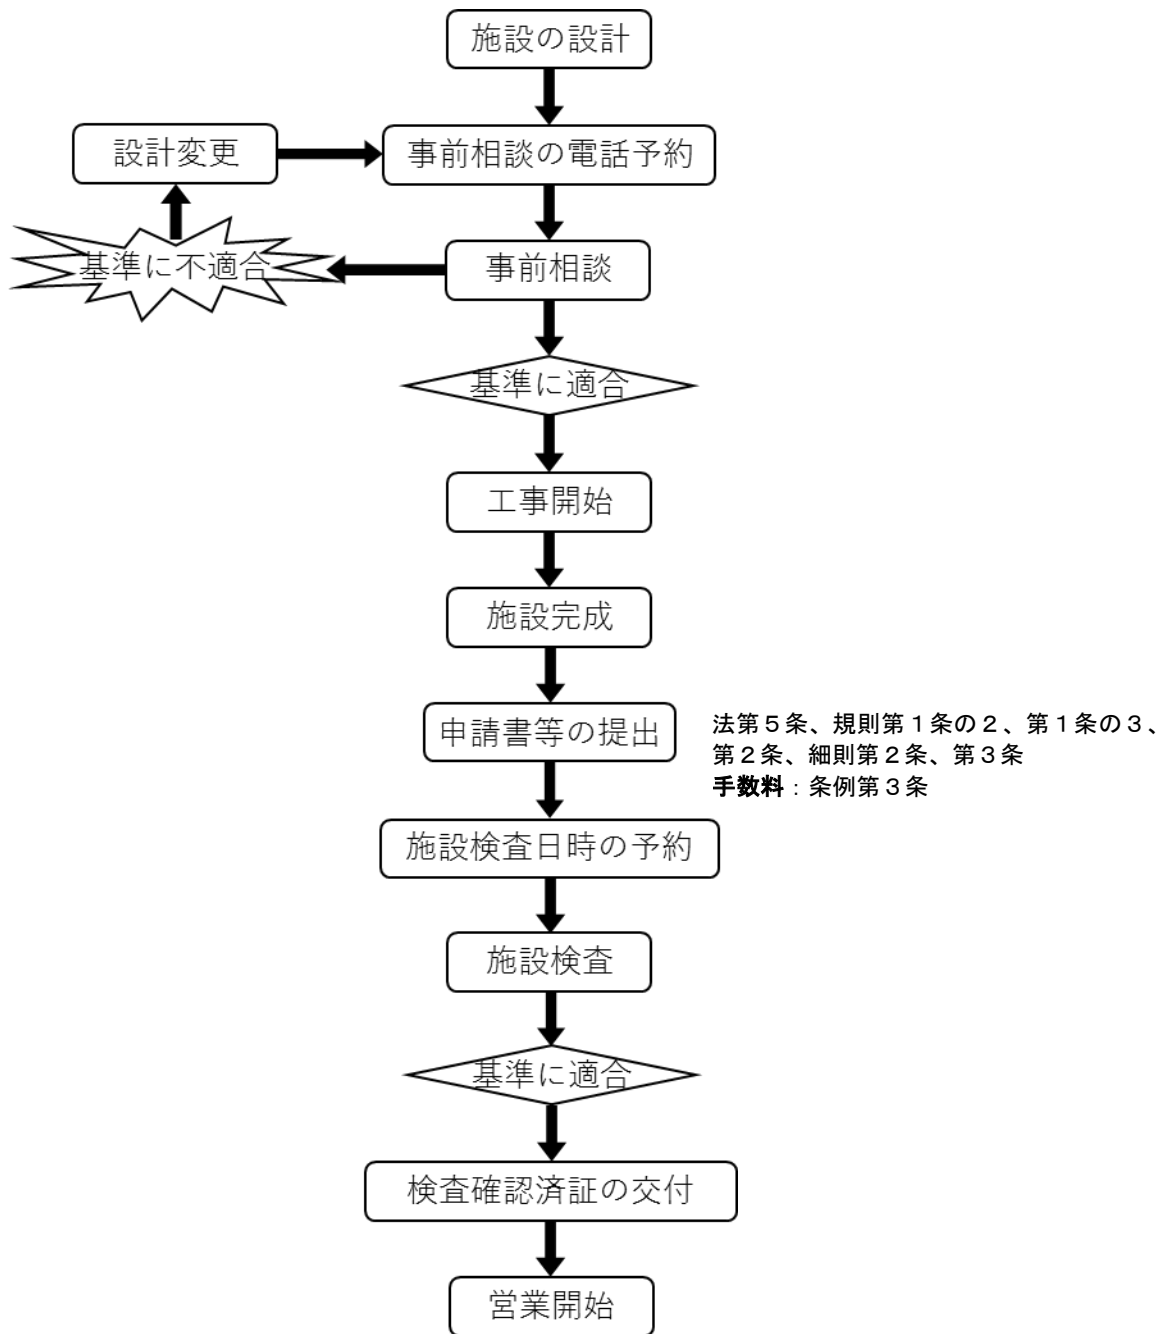 施設の設計
設計変更
事前相談の電話予約
基準に不適合
事前相談
基準に適合
工事開始
施設完成
申請書等の提出
法第５条、規則第１条の２、第１条の３、
第２条、細則第２条、第３条
手数料：条例第３条
施設検査日時の予約
施設検査
基準に適合
検査確認済証の交付
営業開始